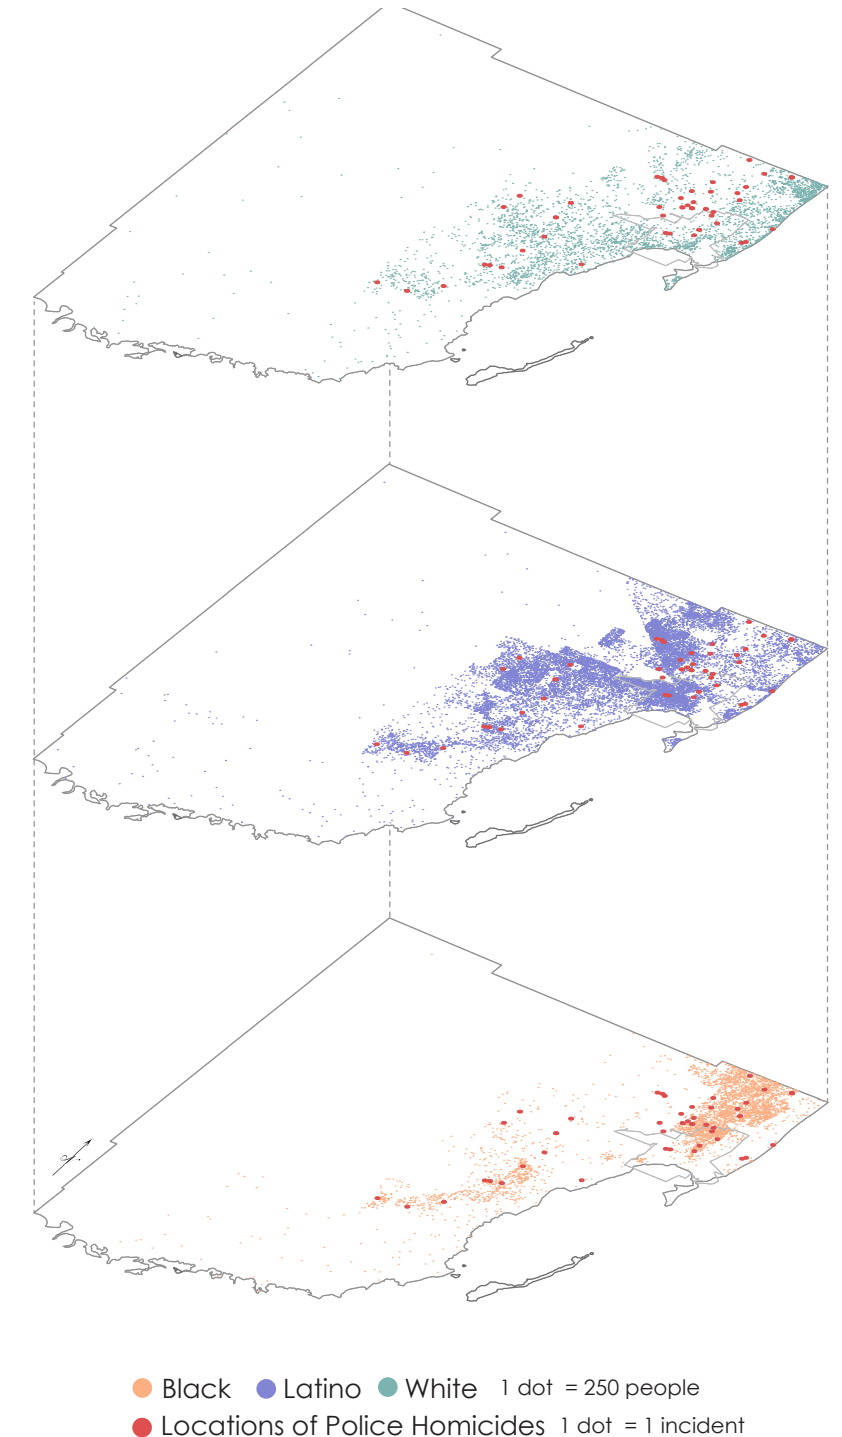 Black Latino White 1 dot = 250 people
Locations of Police Homicides 1 dot = 1 incident